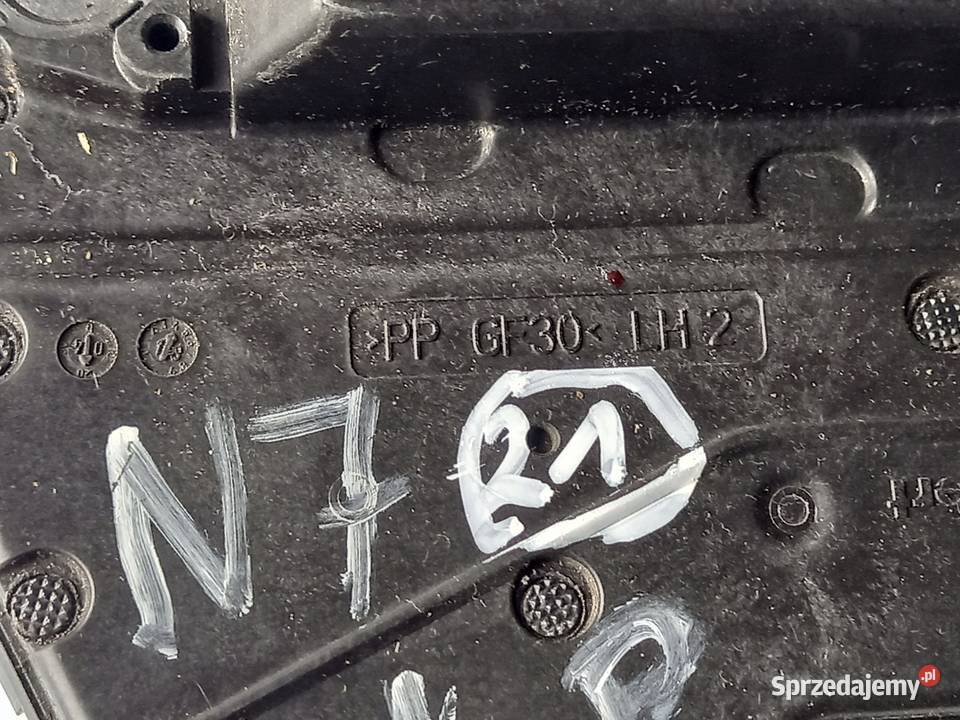 >PP GF30< LH 2
N7 21
P
Sprzedajemy.pl